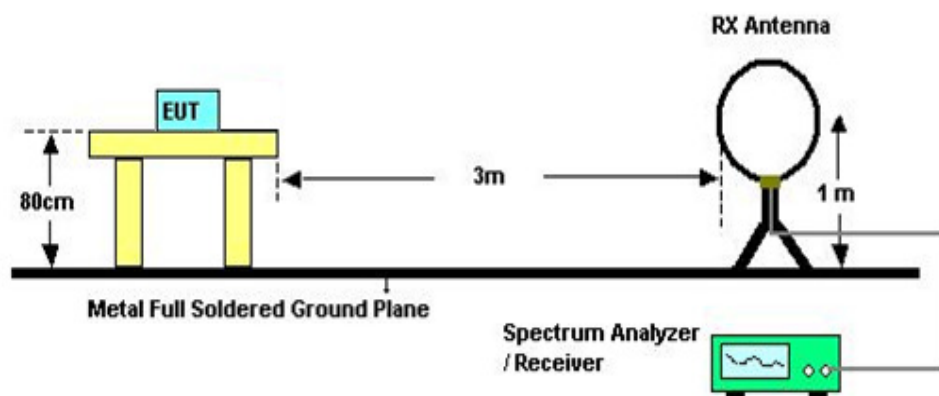 RX Antenna
EUT
80cm
3m
1 m
Metal Full Soldered Ground Plane
Spectrum Analyzer
/ Receiver